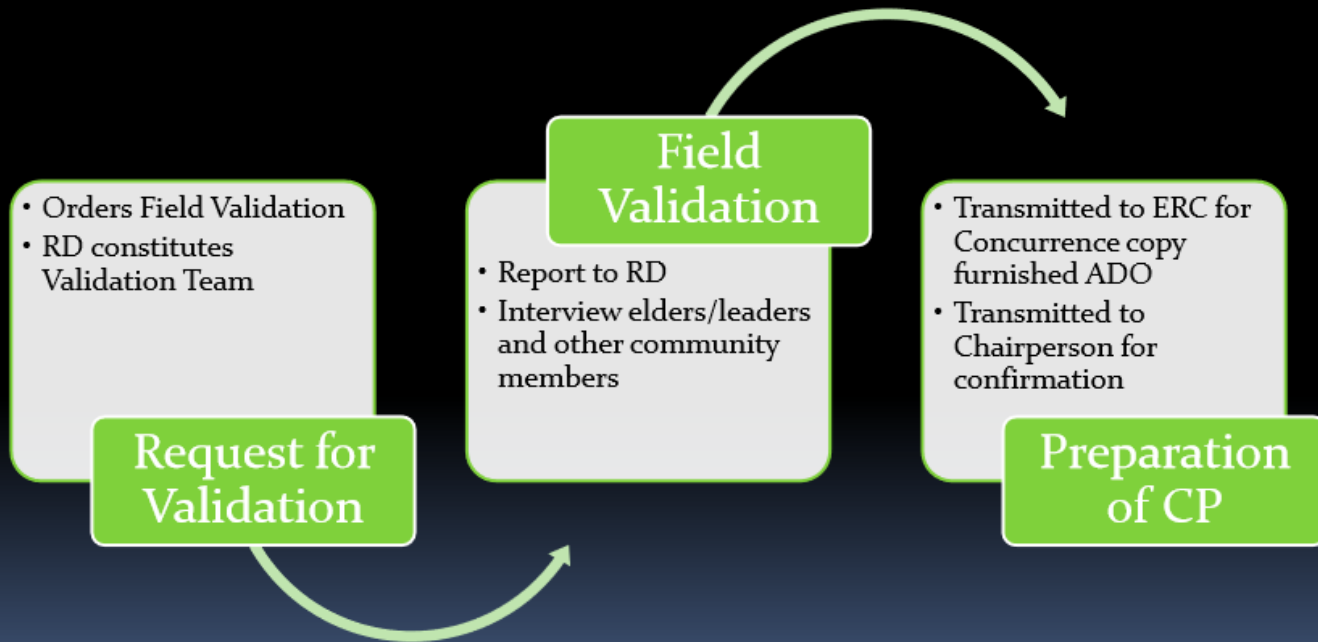 • Orders Field Validation
• RD constitutes
Validation Team
Request for
Validation
Field
Validation
• Report to RD
• Interview elders/leaders
and other community
members
• Transmitted to ERC for
Concurrence copy
furnished ADO
• Transmitted to
Chairperson for
confirmation
Preparation
of CP